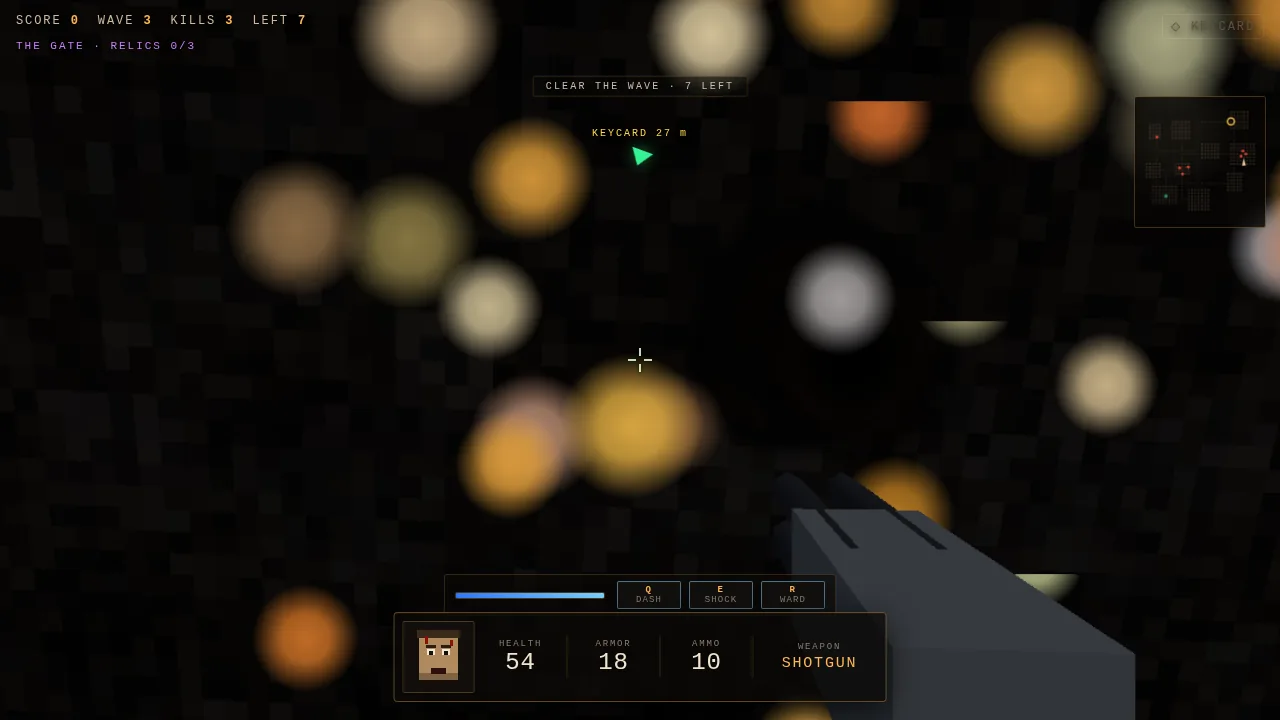 SCORE 0 WAVE 3 KILLS 3 LEFT 7
THE GATE · RELICS 0/3
◇ KEYCARD
CLEAR THE WAVE · 7 LEFT
KEYCARD 27 m
Q
DASH
E
SHOCK
R
WARD
HEALTH
54
ARMOR
18
AMMO
10
WEAPON
SHOTGUN